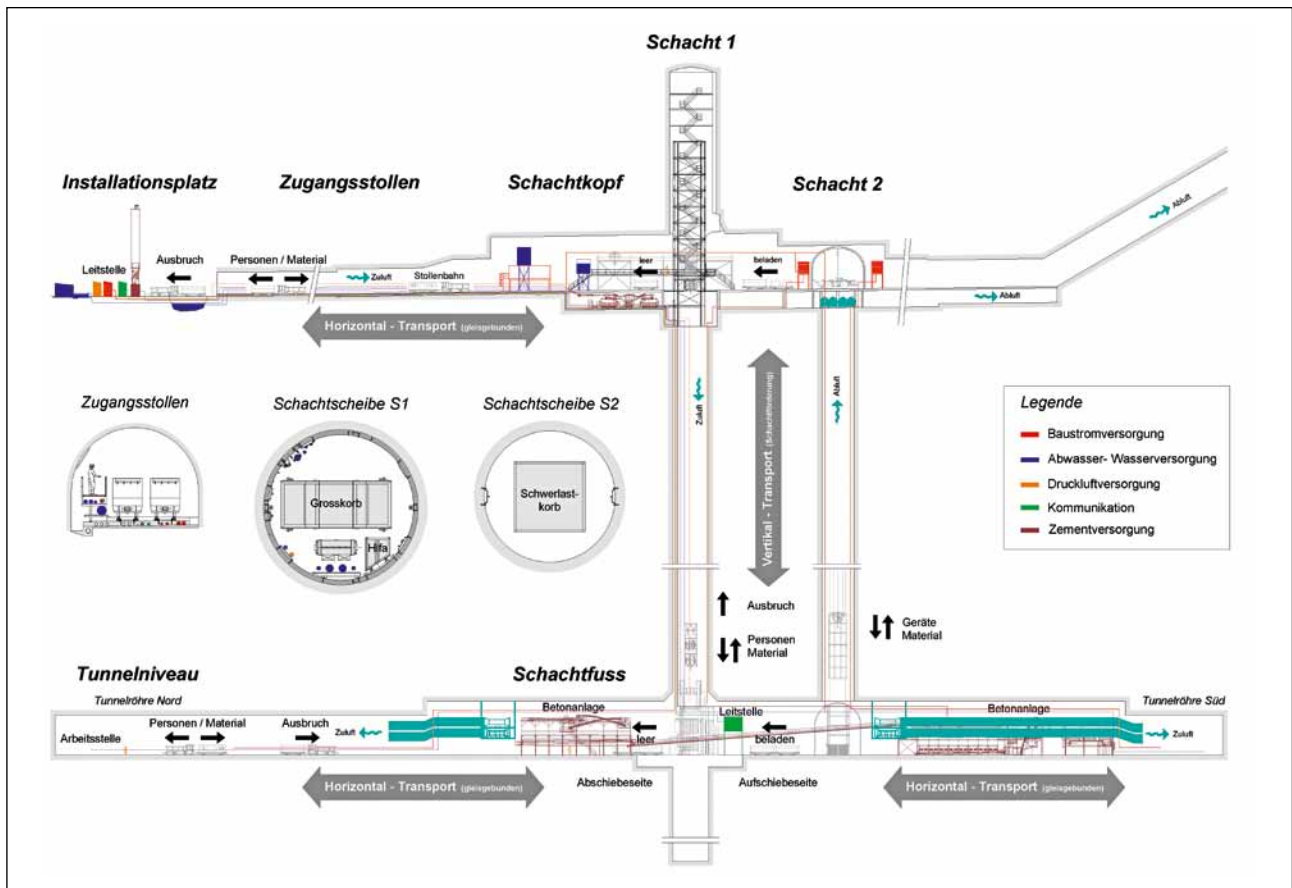 Schacht 1
Installationsplatz
Zugangsstollen
Schachtkopf
Schacht 2
Leitstelle
Ausbruch
Personen / Material
Zuluft
Stollenbahn
leer
beladen
Abluft
Abluft
Horizontal - Transport (gleisgebunden)
Zugangsstollen
Schachtscheibe S1
Grosskorb
Hifa
Schachtscheibe S2
Schwerlast-
korb
Zuluft
Vertikal - Transport (Schachtförderung)
Abluft
Legende
Baustromversorgung
Abwasser- Wasserversorgung
Druckluftversorgung
Kommunikation
Zementversorgung
Ausbruch
Personen
Material
Geräte
Material
Tunnelniveau
Schachtfuss
Tunnelröhre Nord
Tunnelröhre Süd
Arbeitsstelle
Personen / Material
Ausbruch
Zuluft
Betonanlage
leer
Leitstelle
beladen
Betonanlage
Zuluft
Abschiebeseite
Aufschiebeseite
Horizontal - Transport (gleisgebunden)
Horizontal - Transport (gleisgebunden)